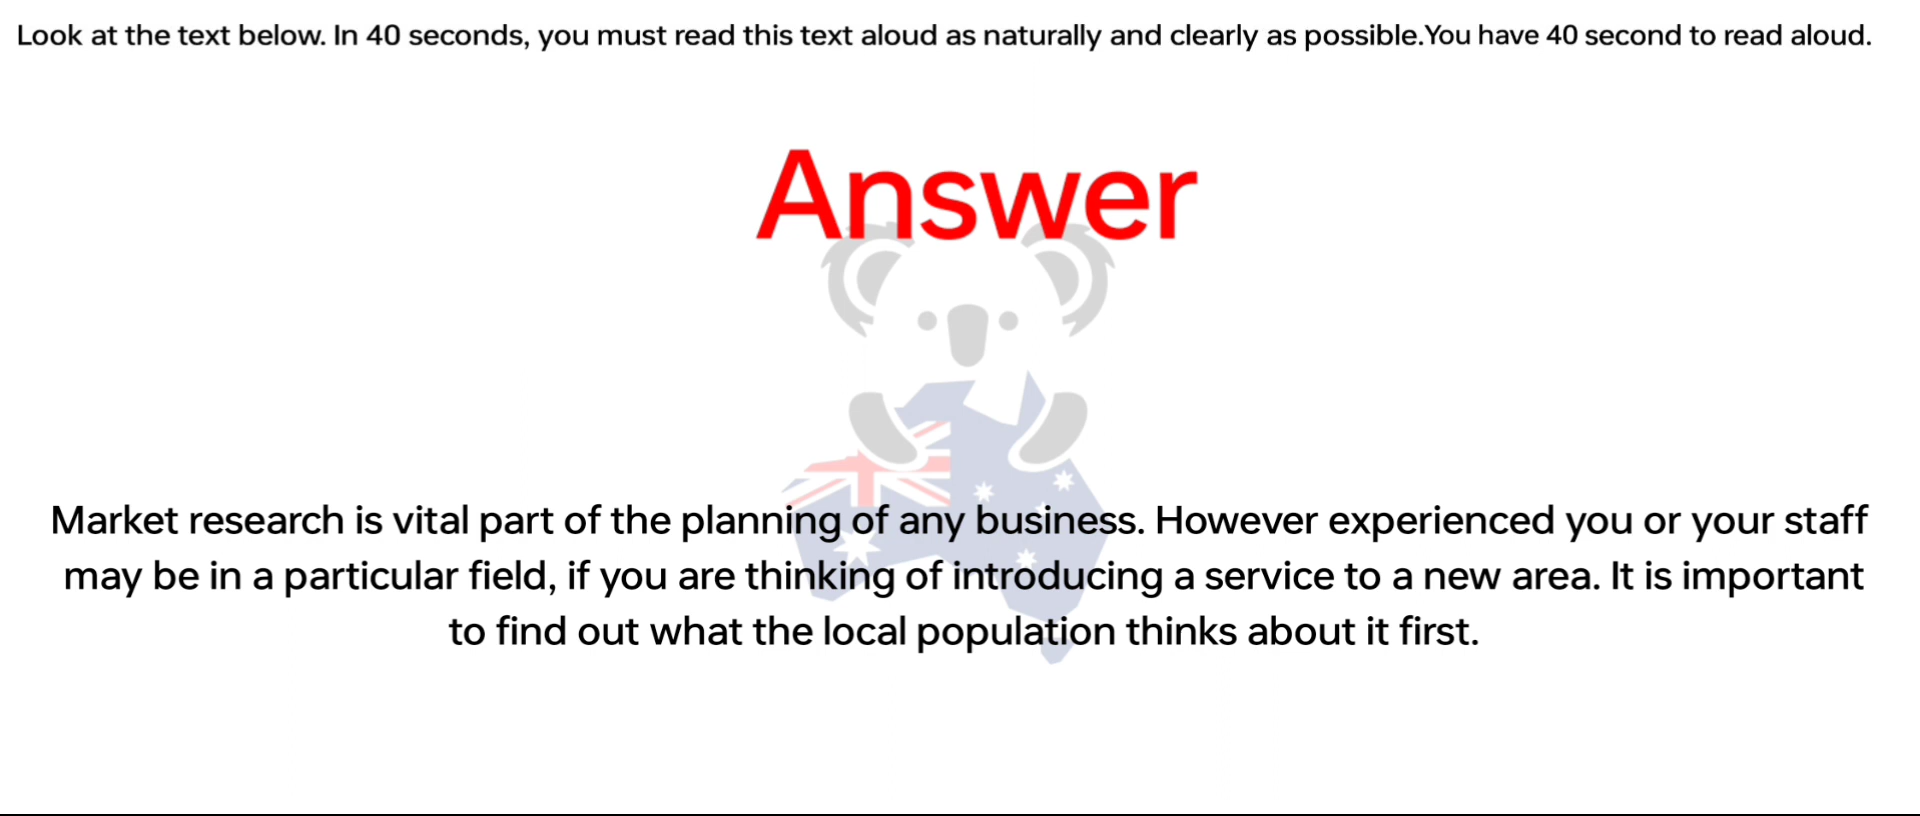 Look at the text below. In 40 seconds, you must read this text aloud as naturally and clearly as possible.You have 40 second to read aloud.
Answer
Market research is vital part of the planning of any business. However experienced you or your staff
may be in a particular field, if you are thinking of introducing a service to a new area. It is important
to find out what the local population thinks about it first.